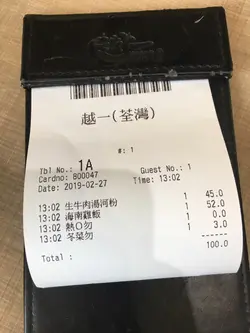 越一(荃灣)
#: 1
Tbl No.: 1A
Cardno: B00047 Guest No.: 1
Date: 2019-02-27 Time: 13:02
13:02 生牛肉湯河粉 1 45.0
13:02 海南雞飯 1 52.0
13:02 熱O勿 1 0.0
13:02 冬菜勿 1 3.0
100.0
Total :